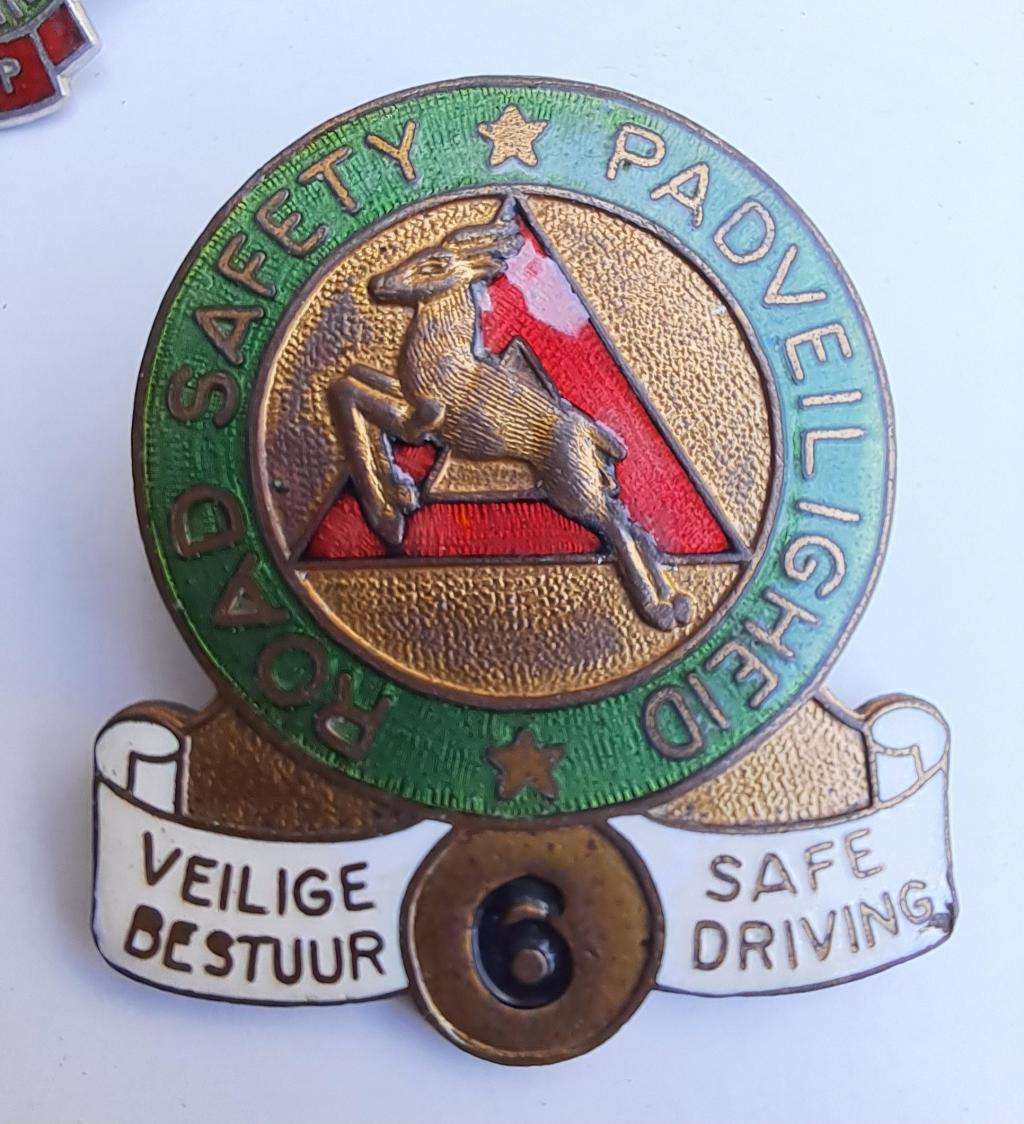 P
ROAD SAFETY ★ PADVEILIGHEID ★
VEILIGE
BESTUUR
6
SAFE
DRIVING